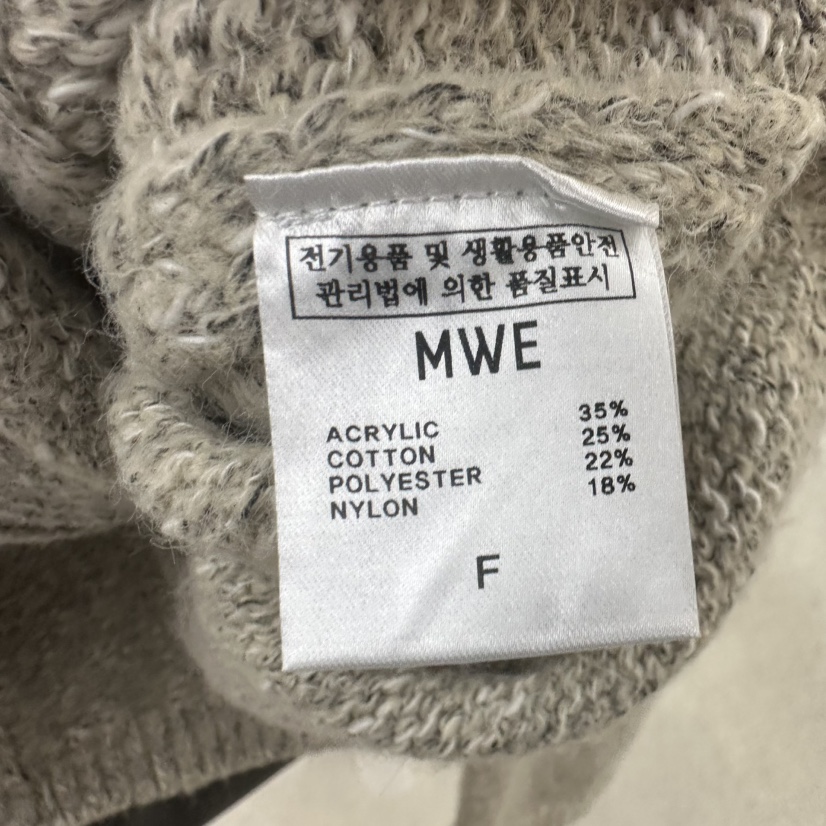 전기용품 및 생활용품안전
관리법에 의한 품질표시
MWE
ACRYLIC 35%
COTTON 25%
POLYESTER 22%
NYLON 18%
F